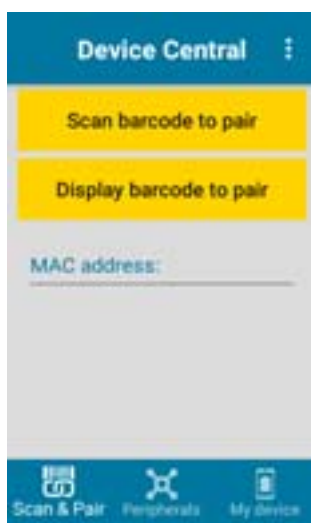 Device Central
Scan barcode to pair
Display barcode to pair
MAC address:
Scan & Pair Peripherals My device